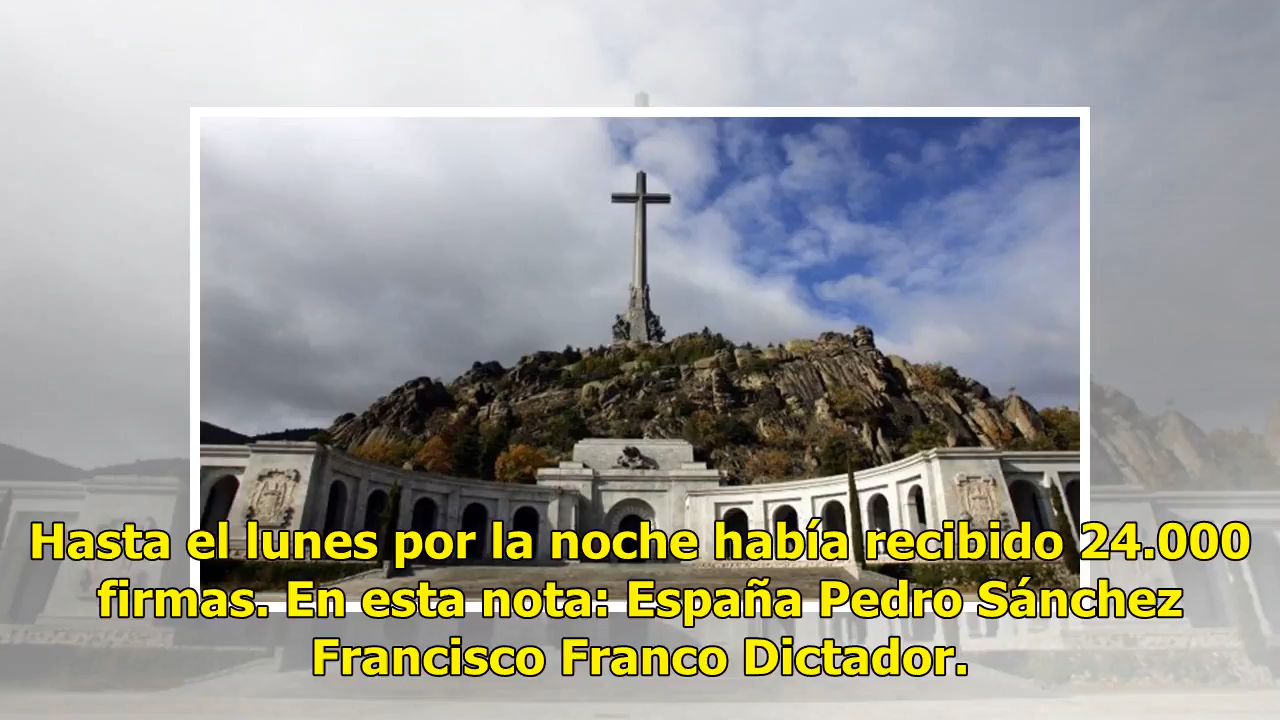 Hasta el lunes por la noche había recibido 24.000
firmas. En esta nota: España Pedro Sánchez
Francisco Franco Dictador.